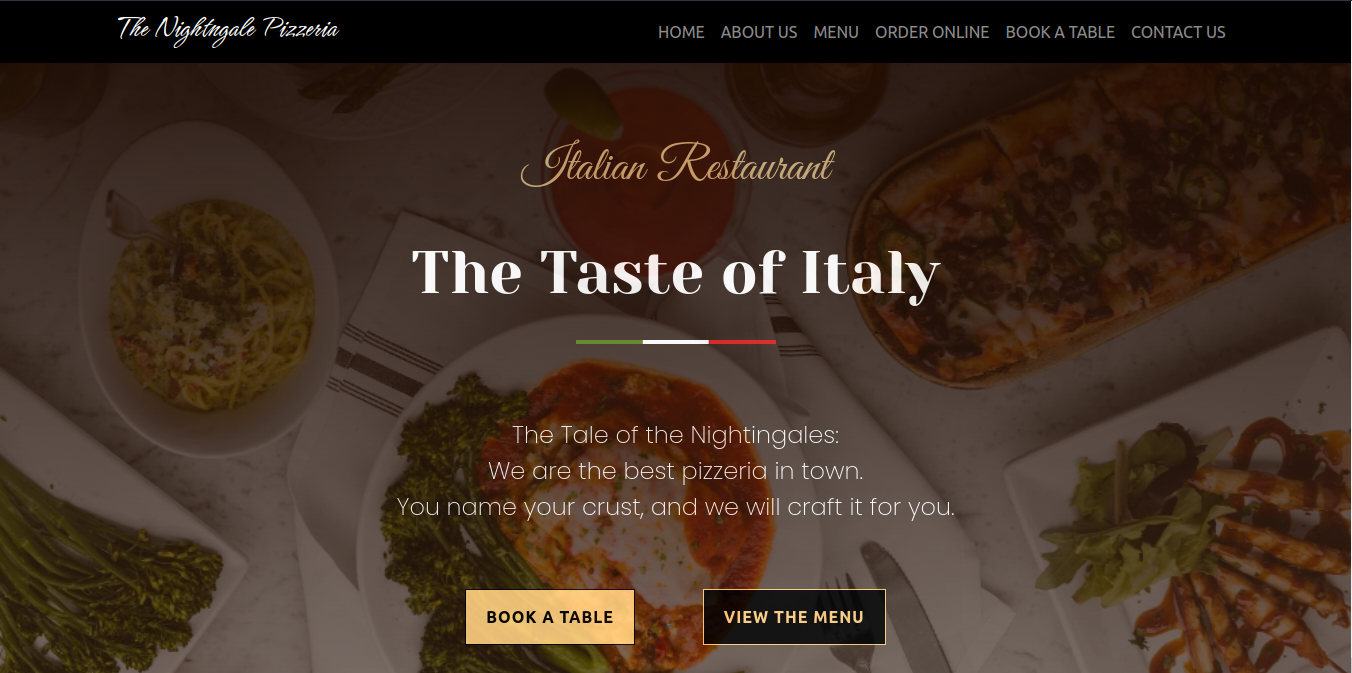 The Nightngale Pizzeria
HOME ABOUT US MENU ORDER ONLINE BOOK A TABLE CONTACT US
Italian Restaurant
The Taste of Italy
The Tale of the Nightingales:
We are the best pizzeria in town.
You name your crust, and we will craft it for you.
BOOK A TABLE VIEW THE MENU